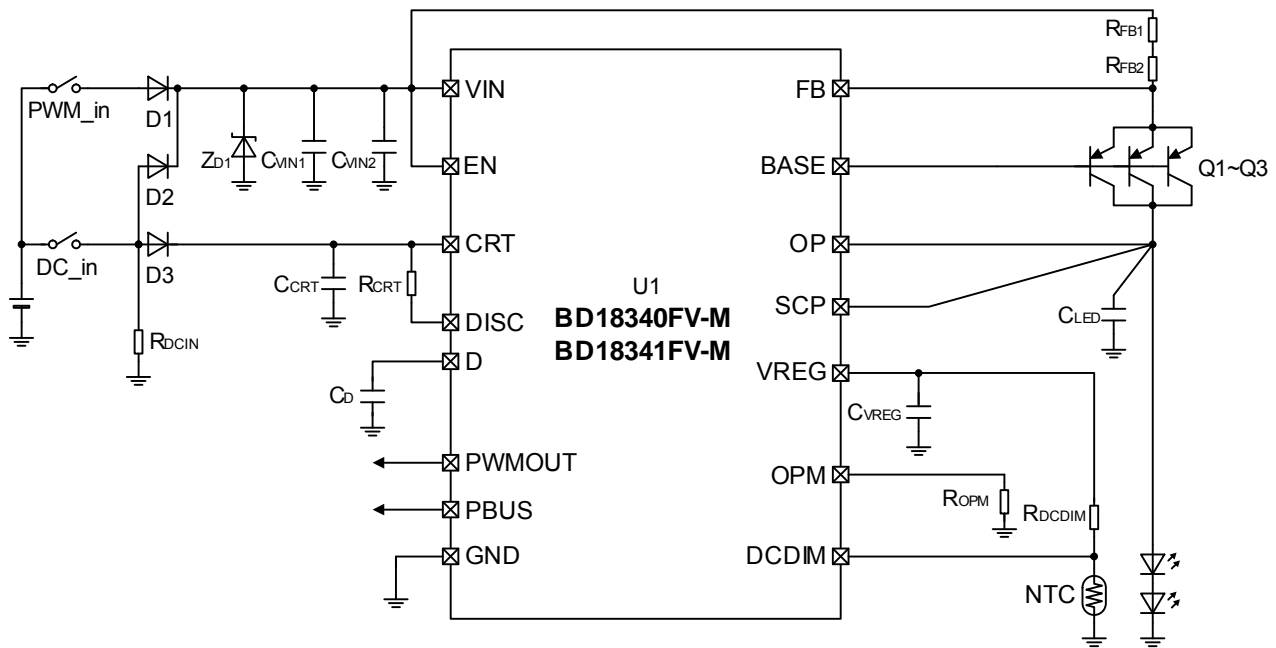 RFB1
RFB2
PWM_in
D1
VIN
FB
ZD1
CVIN1
CVIN2
D2
EN
BASE
Q1~Q3
DC_in
D3
CRT
OP
CCRT
RCRT
U1
SCP
BD18340FV-M
CLED
RDCIN
DISC
BD18341FV-M
D
VREG
CD
CVREG
PWMOUT
OPM
ROPM
RDCDIM
PBUS
GND
DCDIM
NTC